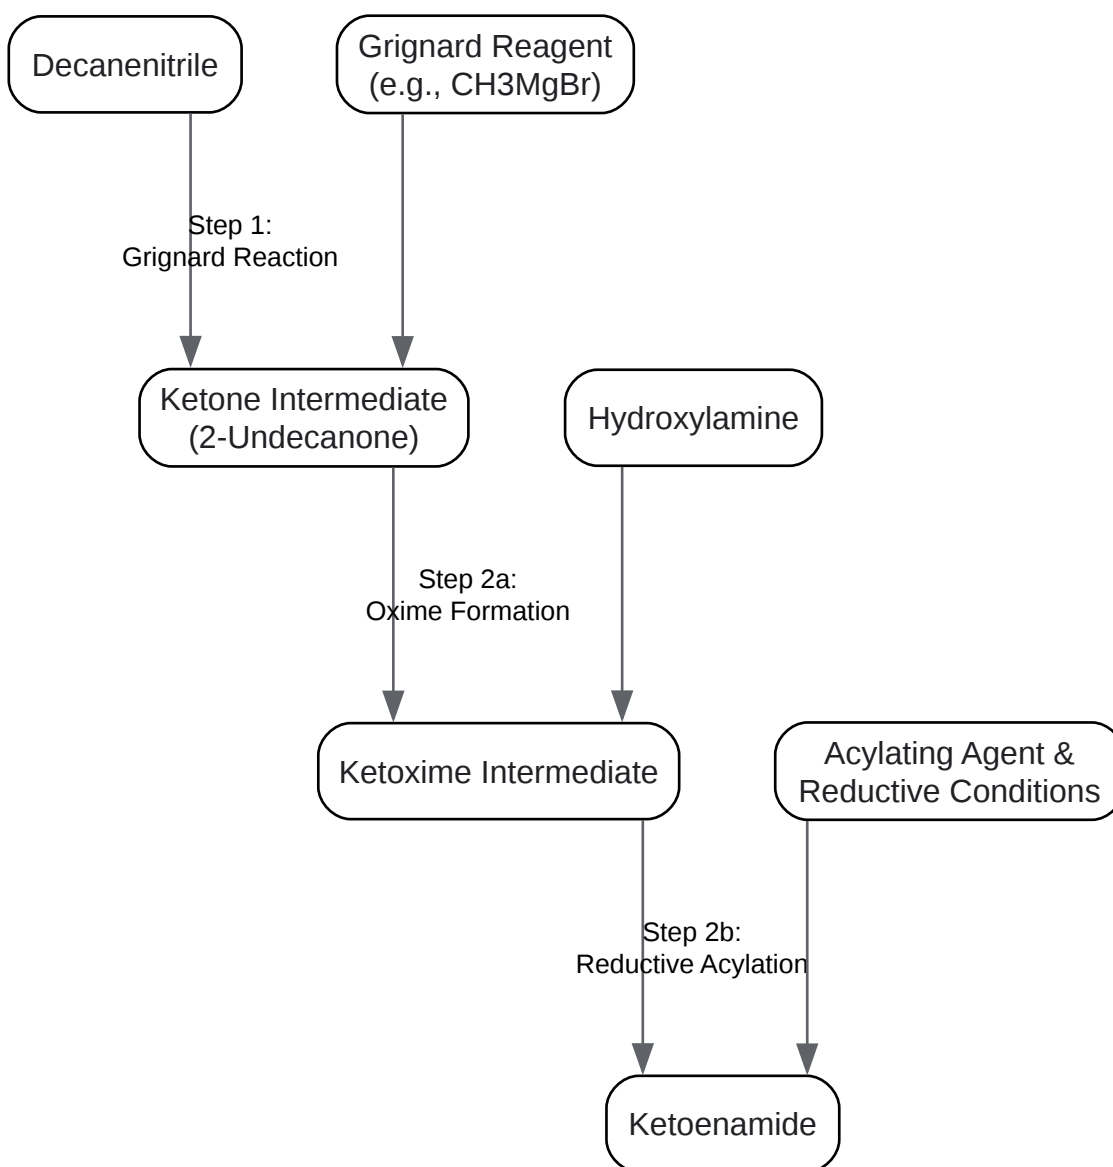 Decanenitrile
Grignard Reagent
(e.g., CH3MgBr)
Step 1:
Grignard Reaction
Ketone Intermediate
(2-Undecanone)
Hydroxylamine
Step 2a:
Oxime Formation
Ketoxime Intermediate
Acylating Agent &
Reductive Conditions
Step 2b:
Reductive Acylation
Ketoenamide